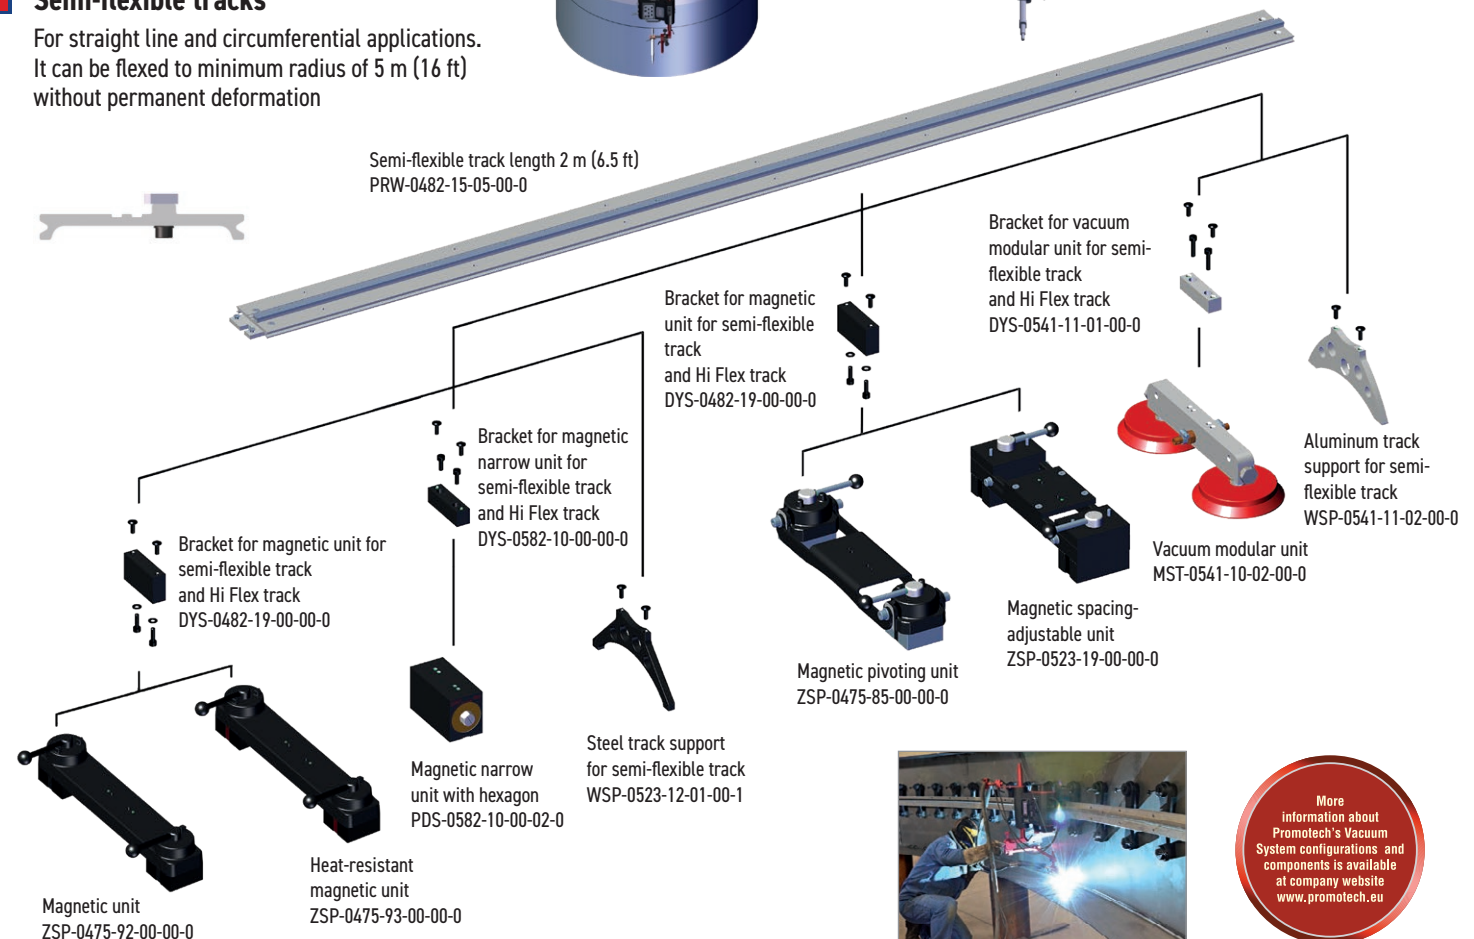 Semi-flexible tracks
For straight line and circumferential applications.
It can be flexed to minimum radius of 5 m (16 ft)
without permanent deformation
Semi-flexible track length 2 m (6.5 ft)
PRW-0482-15-05-00-0
Bracket for vacuum
modular unit for semi-
flexible track
and Hi Flex track
DYS-0541-11-01-00-0
Bracket for magnetic
unit for semi-flexible
track
and Hi Flex track
DYS-0482-19-00-00-0
Bracket for magnetic
narrow unit for
semi-flexible track
and Hi Flex track
DYS-0582-10-00-00-0
Aluminum track
support for semi-
flexible track
WSP-0541-11-02-00-0
Bracket for magnetic unit for
semi-flexible track
and Hi Flex track
DYS-0482-19-00-00-0
Vacuum modular unit
MST-0541-10-02-00-0
Magnetic spacing-
adjustable unit
ZSP-0523-19-00-00-0
Magnetic pivoting unit
ZSP-0475-85-00-00-0
Steel track support
for semi-flexible track
WSP-0523-12-01-00-1
Magnetic narrow
unit with hexagon
PDS-0582-10-00-02-0
Heat-resistant
magnetic unit
ZSP-0475-93-00-00-0
Magnetic unit
ZSP-0475-92-00-00-0
More
information about
Promotech's Vacuum
System configurations and
components is available
at company website
www.promotech.eu